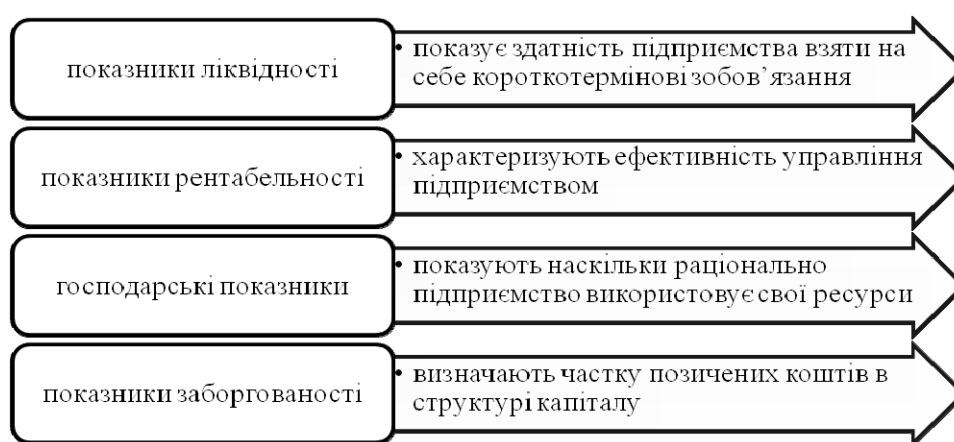 показники ліквідності
• показує здатність підприємства взяти на
себе короткотермінові зобов’язання
показники рентабельності
• характеризують ефективність управління
підприємством
господарські показники
• показують наскільки раціонально
підприємство використовує свої ресурси
показники заборгованості
• визначають частку позичених коштів в
структурі капіталу